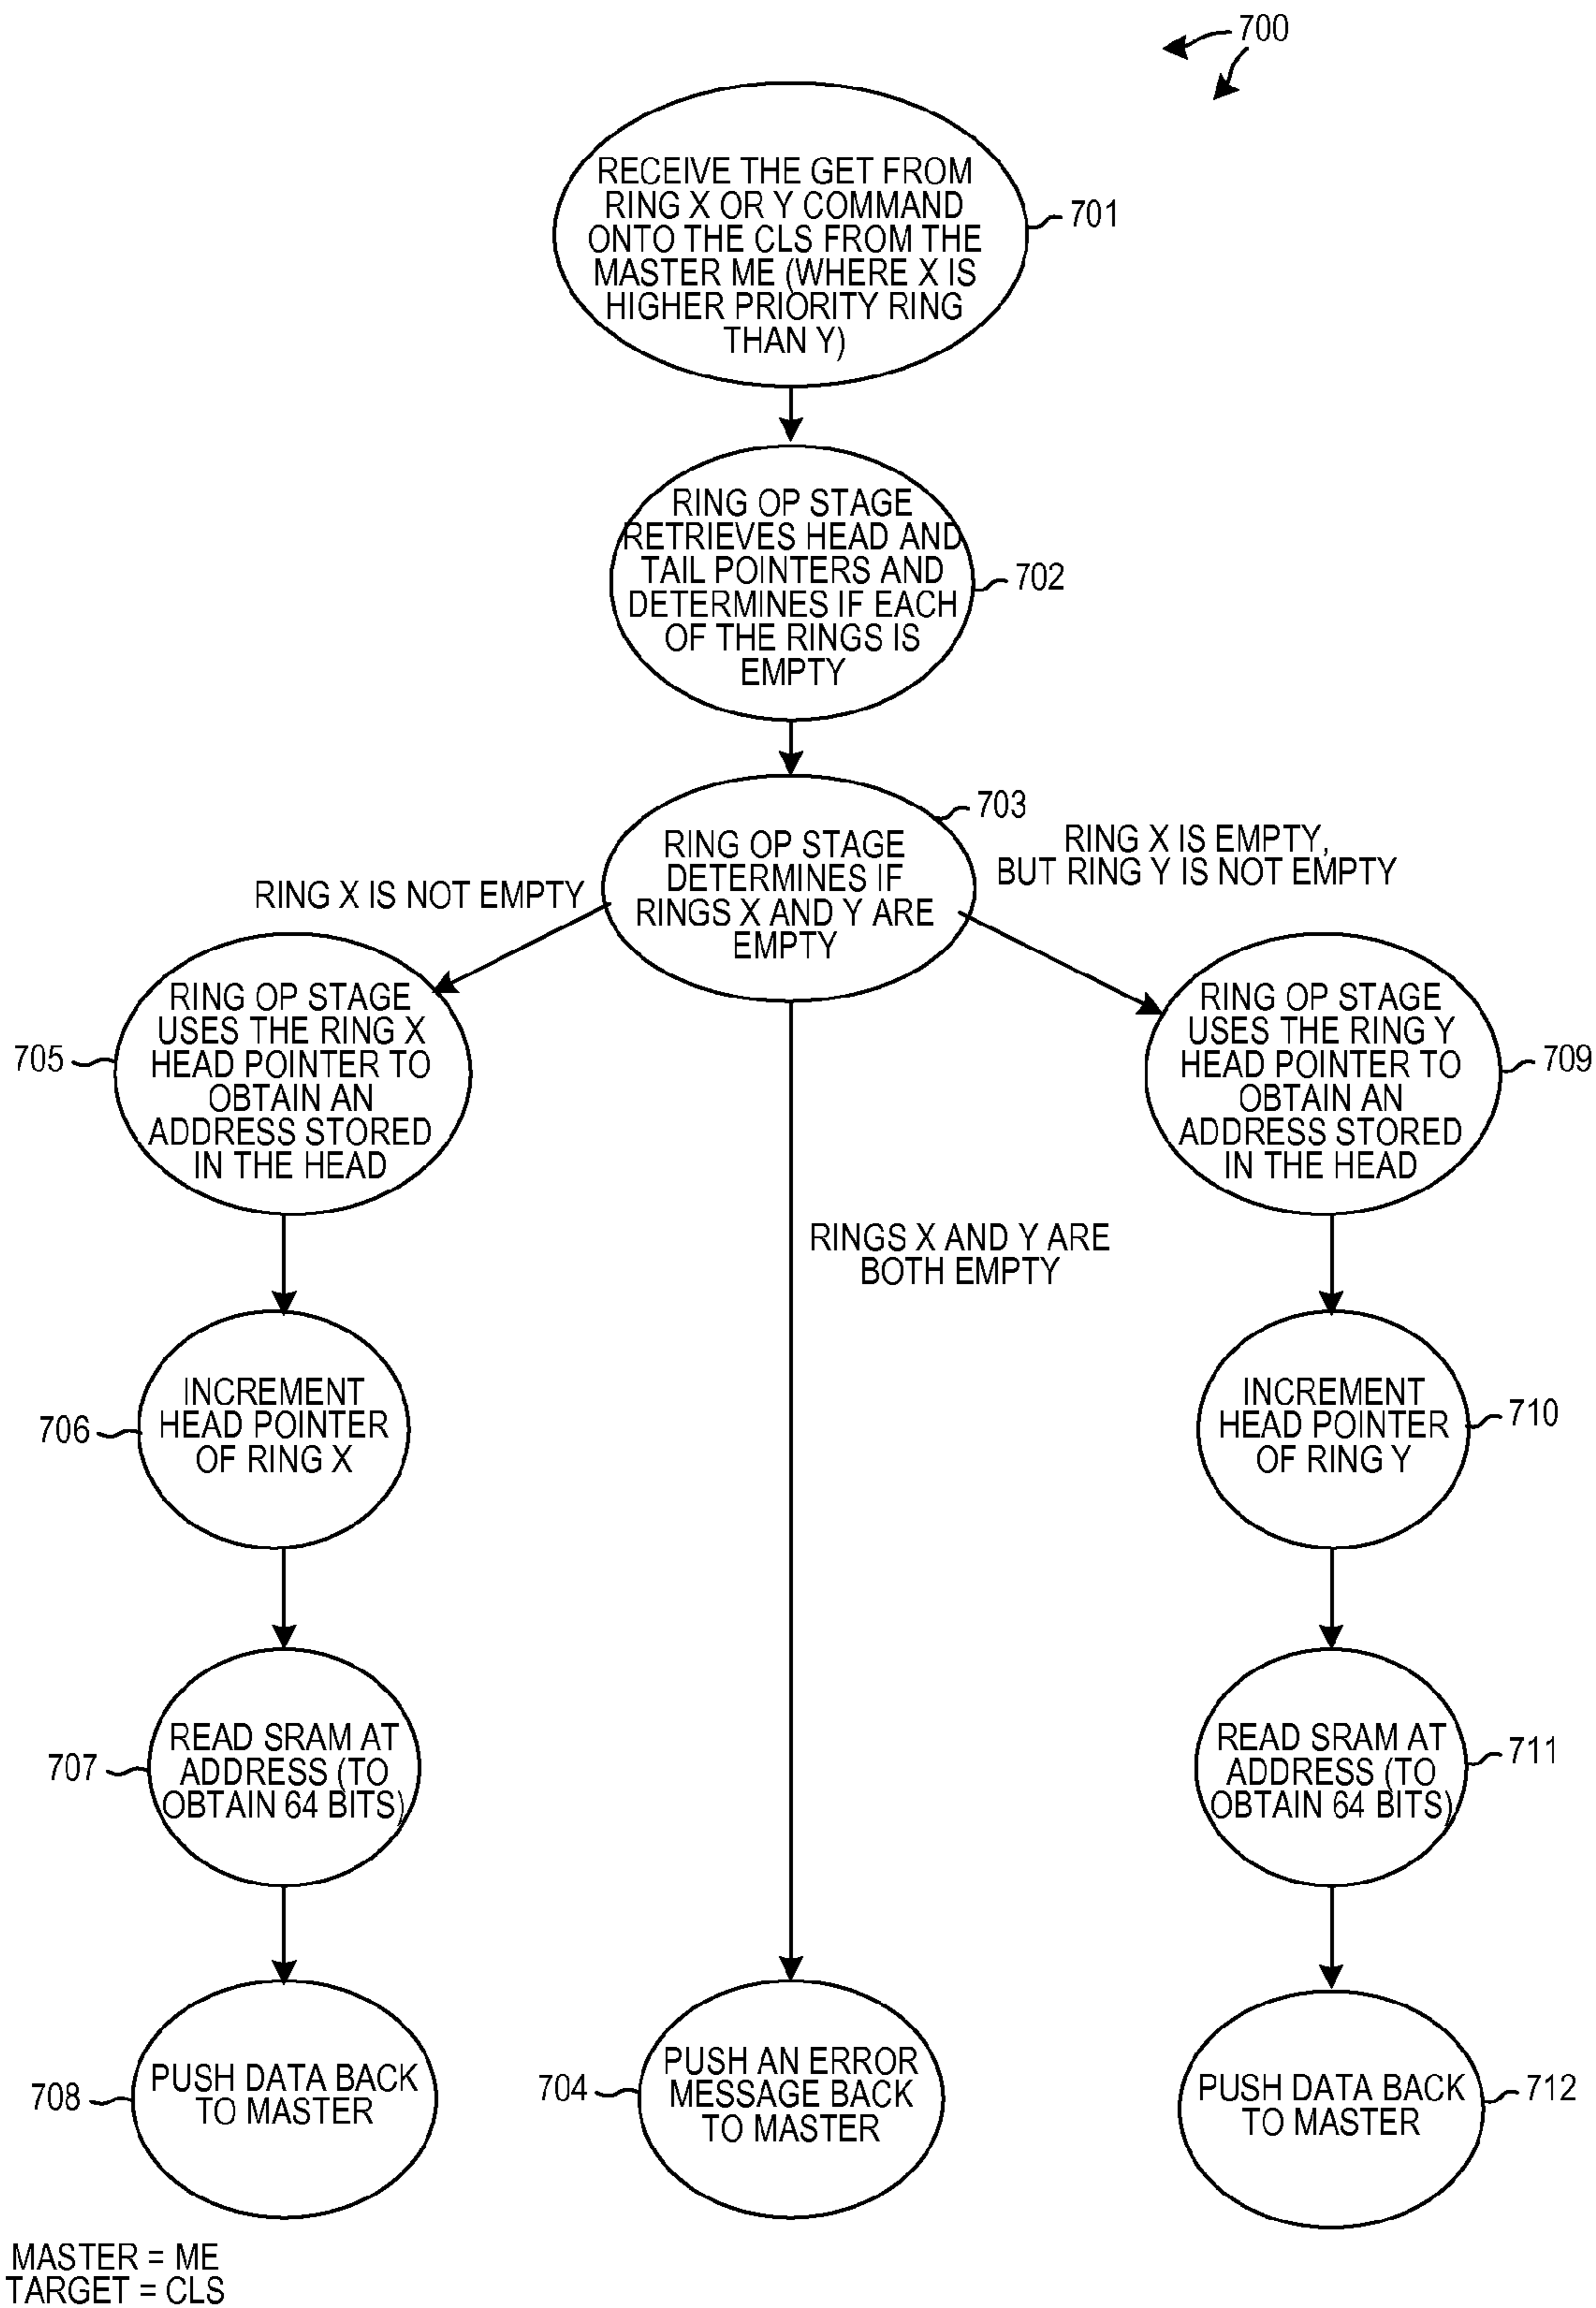 700
RECEIVE THE GET FROM
RING X OR Y COMMAND
ONTO THE CLS FROM THE
MASTER ME (WHERE X IS
HIGHER PRIORITY RING
THAN Y)
701
RING OP STAGE
RETRIEVES HEAD AND
TAIL POINTERS AND
DETERMINES IF EACH
OF THE RINGS IS
EMPTY
702
703
RING OP STAGE
DETERMINES IF
RINGS X AND Y ARE
EMPTY
RING X IS NOT EMPTY
RING X IS EMPTY,
BUT RING Y IS NOT EMPTY
705
RING OP STAGE
USES THE RING X
HEAD POINTER TO
OBTAIN AN
ADDRESS STORED
IN THE HEAD
RING OP STAGE
USES THE RING Y
HEAD POINTER TO
OBTAIN AN
ADDRESS STORED
IN THE HEAD
709
RINGS X AND Y ARE
BOTH EMPTY
706
INCREMENT
HEAD POINTER
OF RING X
INCREMENT
HEAD POINTER
OF RING Y
710
707
READ SRAM AT
ADDRESS (TO
OBTAIN 64 BITS)
READ SRAM AT
ADDRESS (TO
OBTAIN 64 BITS)
711
708
PUSH DATA BACK
TO MASTER
704
PUSH AN ERROR
MESSAGE BACK
TO MASTER
PUSH DATA BACK
TO MASTER
712
MASTER = ME
TARGET = CLS